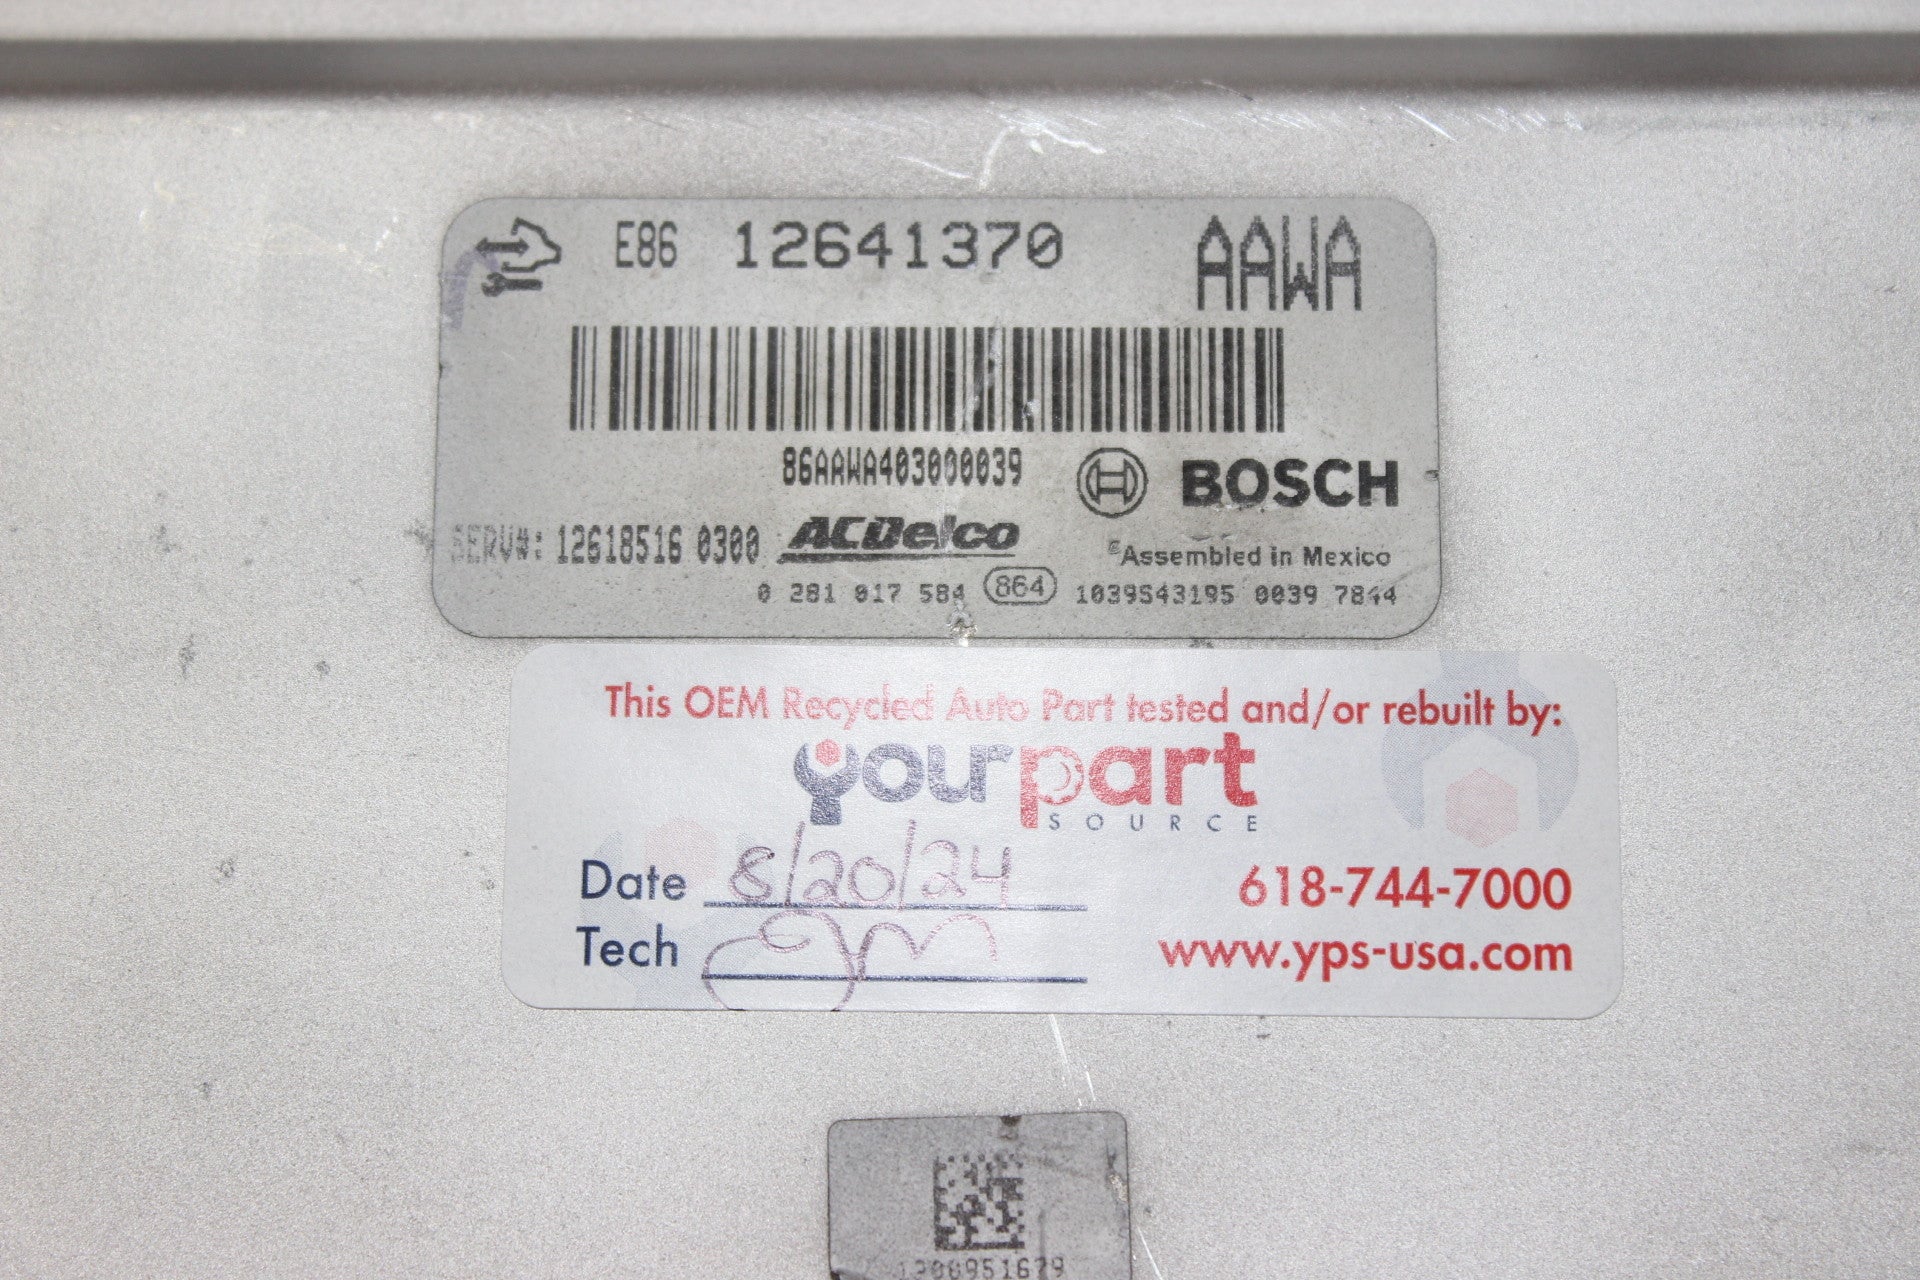 E86 12641370 AAWA
86AAWA403000039
BOSCH
SERV#: 12618516 0300 ACDelco
Assembled in Mexico
0 281 017 584 864 1039S43195 0039 7844
This OEM Recycled Auto Part tested and/or rebuilt by:
yourpart
SOURCE
Date 8/20/24 618-744-7000
Tech www.yps-usa.com